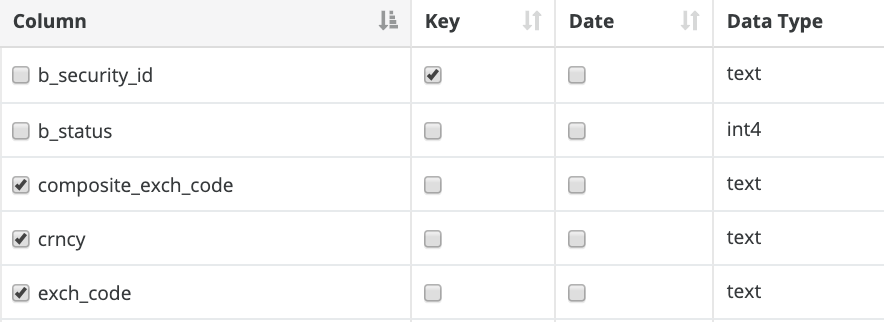 Column Key Date Data Type
b_security_id text
b_status int4
composite_exch_code text
crncy text
exch_code text